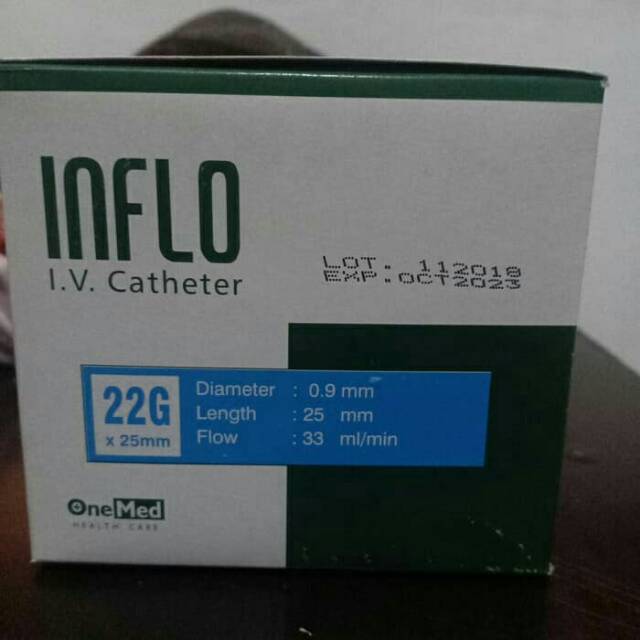 INFLO
I.V. Catheter
LOT: 112018
EXP: OCT2023
22G
x 25mm
Diameter : 0.9 mm
Length : 25 mm
Flow : 33 ml/min
OneMed
HEALTH CARE